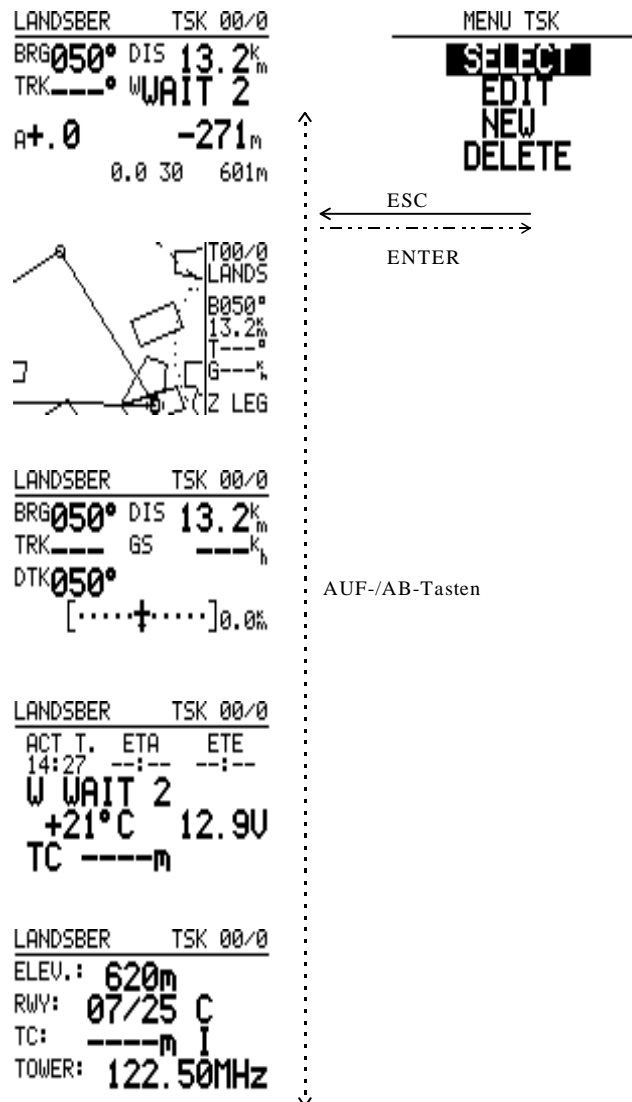 LANDSBER TSK 00/0
BRG050° DIS 13.2km
TRK---° WWAIT 2
A+.0 -271m
0.0 30 601m
MENU TSK
SELECT
EDIT
NEW
DELETE
ESC
ENTER
T00/0
LANDS
B050°
13.2km
T---°
G---kh
Z LEG
LANDSBER TSK 00/0
BRG050° DIS 13.2km
TRK--- GS ---kh
DTK050°
[·····‡·····]0.0km
AUF-/AB-Tasten
LANDSBER TSK 00/0
ACT T. ETA ETE
14:27 --:-- --:--
W WAIT 2
+21°C 12.9V
TC ----m
LANDSBER TSK 00/0
ELEV.: 620m
RWY: 07/25 C
TC: ----m I
TOWER: 122.50MHz